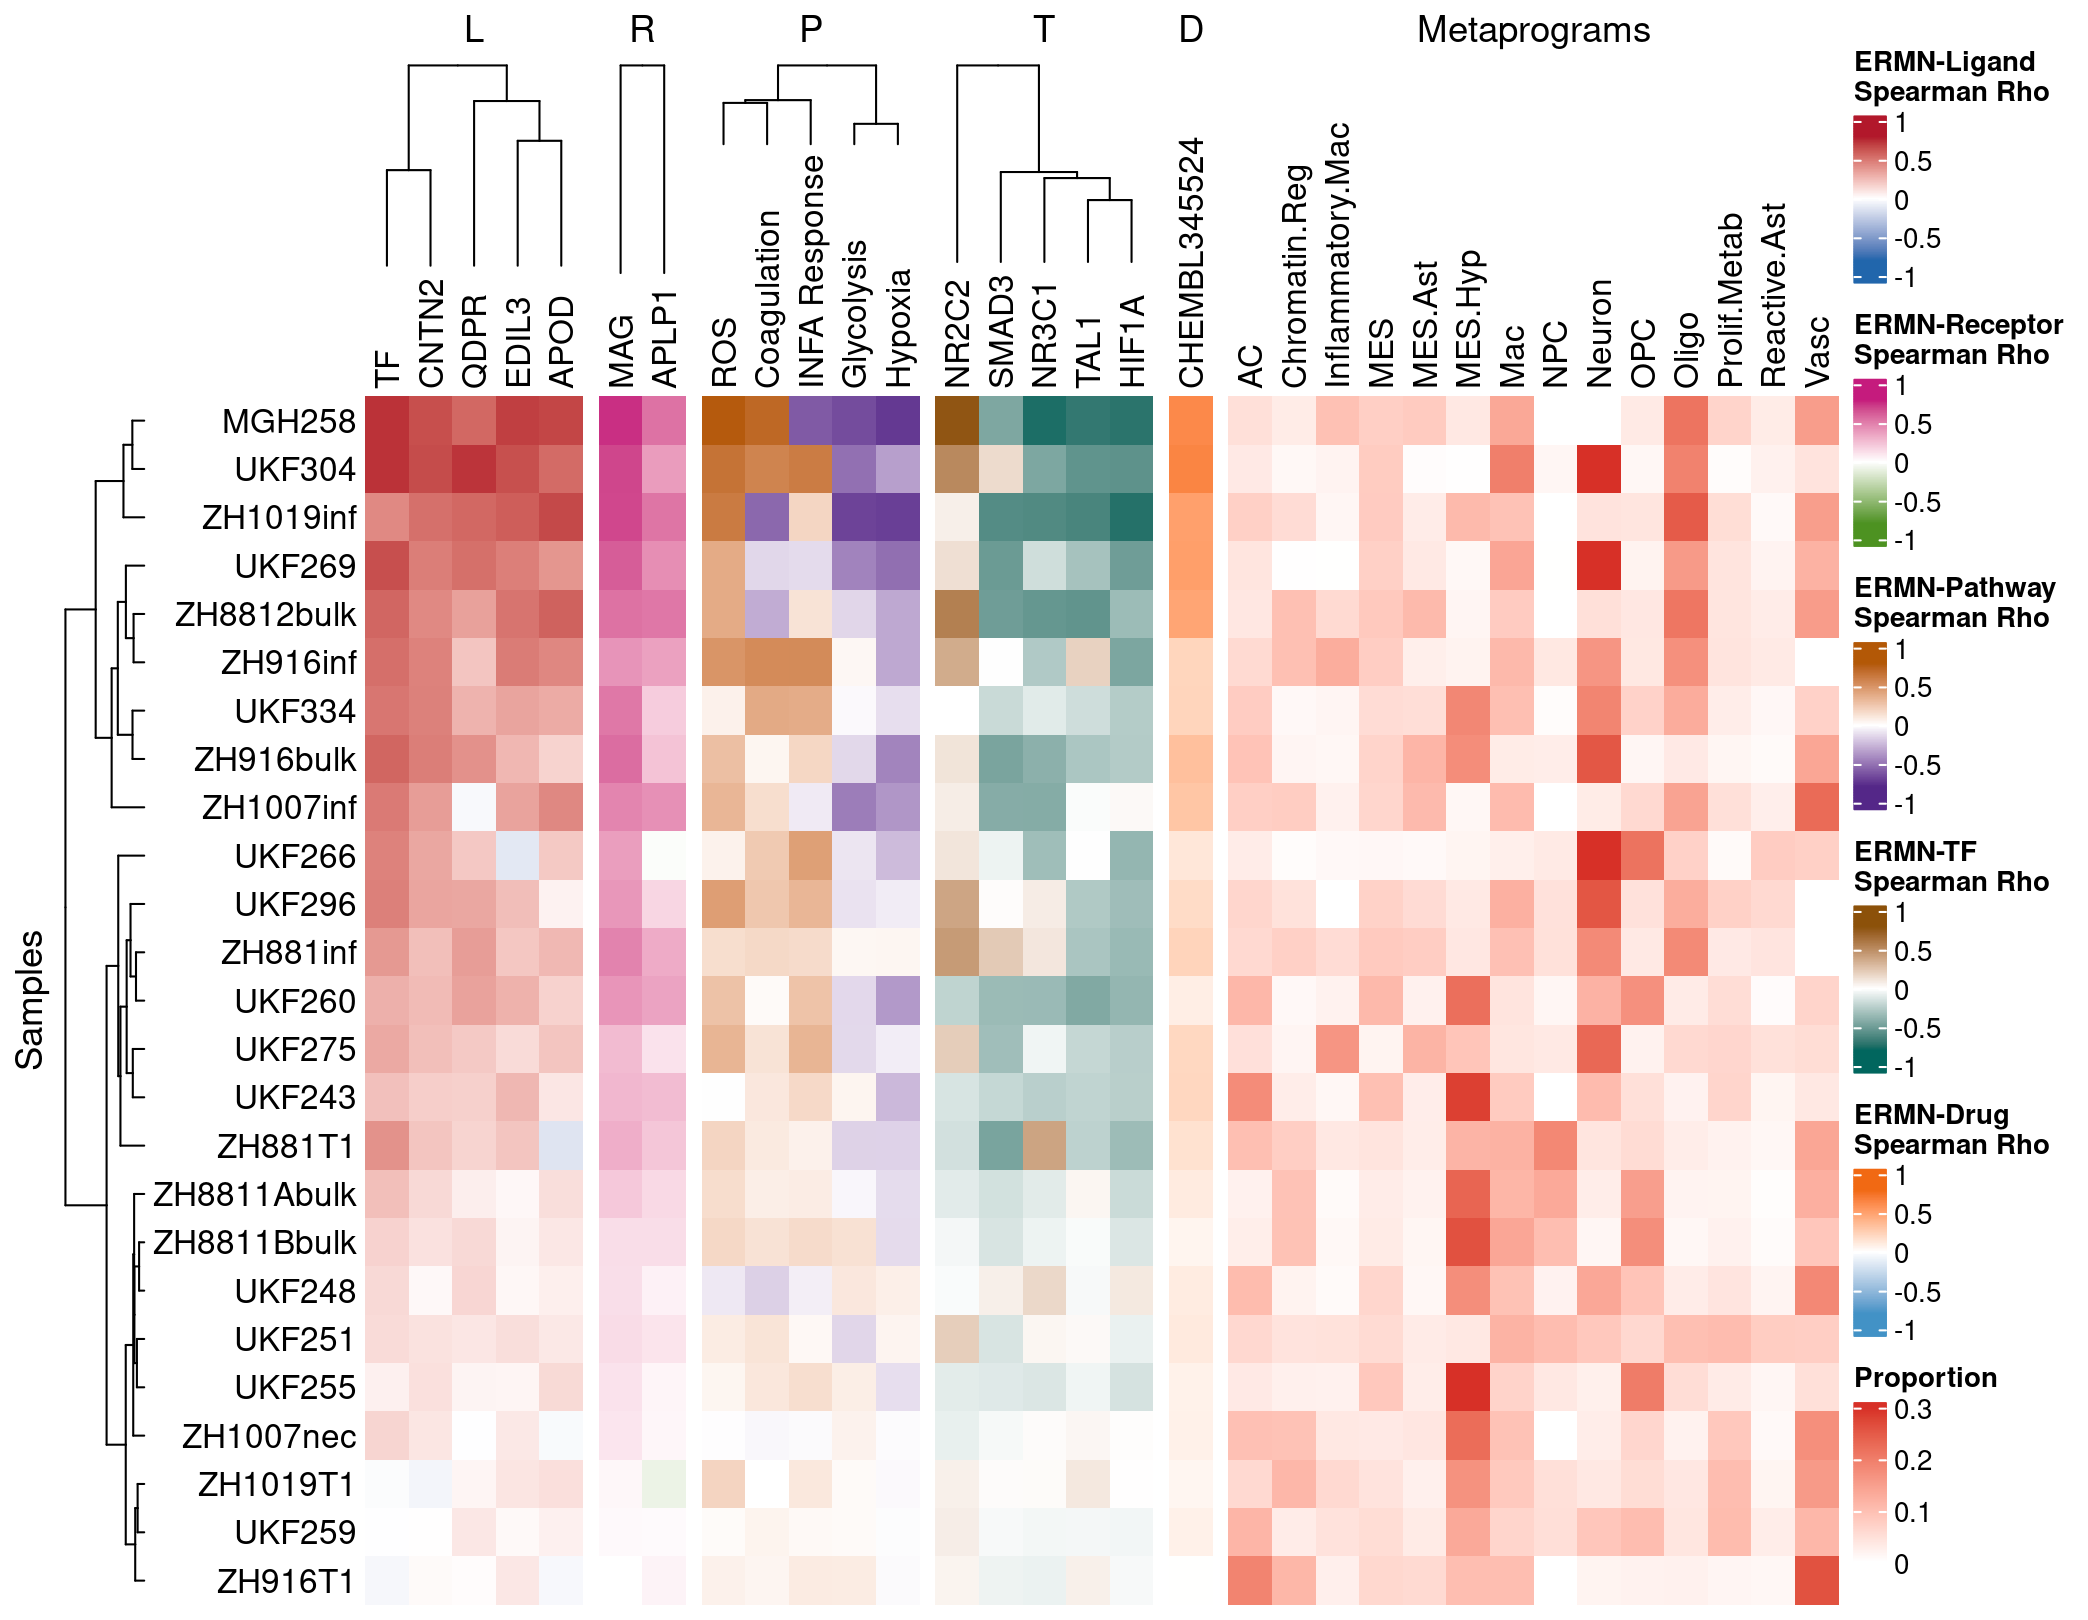 L R P T D Metaprograms
TF
CNTN2
QDPR
EDIL3
APOD
MAG
APLP1
ROS
Coagulation
INFA Response
Glycolysis
Hypoxia
NR2C2
SMAD3
NR3C1
TAL1
HIF1A
CHEMBL345524
AC
Chromatin.Reg
Inflammatory.Mac
MES
MES.Ast
MES.Hyp
Mac
NPC
Neuron
OPC
Oligo
Prolif.Metab
Reactive.Ast
Vasc
Samples
MGH258
UKF304
ZH1019inf
UKF269
ZH8812bulk
ZH916inf
UKF334
ZH916bulk
ZH1007inf
UKF266
UKF296
ZH881inf
UKF260
UKF275
UKF243
ZH881T1
ZH8811Abulk
ZH8811Bbulk
UKF248
UKF251
UKF255
ZH1007nec
ZH1019T1
UKF259
ZH916T1
ERMN-Ligand
Spearman Rho
1
0.5
0
-0.5
-1
ERMN-Receptor
Spearman Rho
1
0.5
0
-0.5
-1
ERMN-Pathway
Spearman Rho
1
0.5
0
-0.5
-1
ERMN-TF
Spearman Rho
1
0.5
0
-0.5
-1
ERMN-Drug
Spearman Rho
1
0.5
0
-0.5
-1
Proportion
0.3
0.2
0.1
0